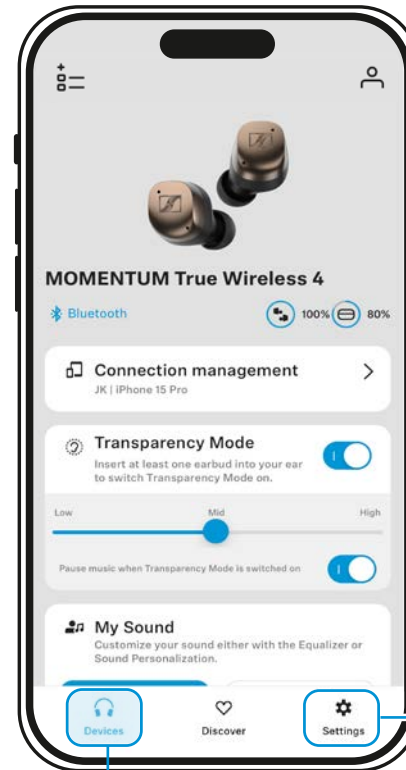 MOMENTUM True Wireless 4
Bluetooth
100%
80%
Connection management
JK | iPhone 15 Pro
Transparency Mode
Insert at least one earbud into your ear
to switch Transparency Mode on.
Low Mid High
Pause music when Transparency Mode is switched on
My Sound
Customize your sound either with the Equalizer or
Sound Personalization.
Devices Discover Settings